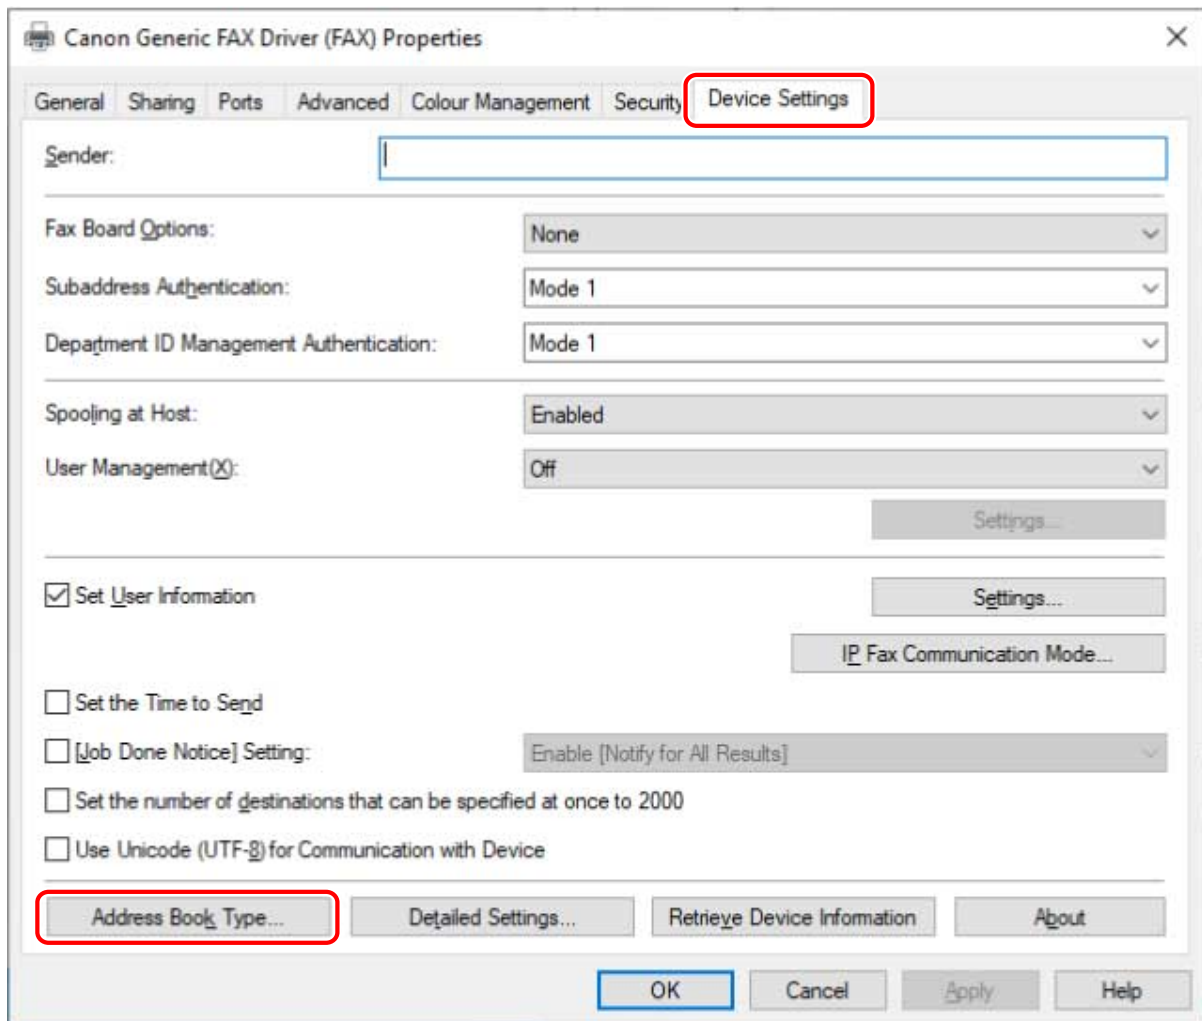 Canon Generic FAX Driver (FAX) Properties
General Sharing Ports Advanced Colour Management Security Device Settings
Sender:
Fax Board Options: None
Subaddress Authentication: Mode 1
Department ID Management Authentication: Mode 1
Spooling at Host: Enabled
User Management(X): Off
Settings...
Set User Information Settings...
IP Fax Communication Mode...
Set the Time to Send
[Job Done Notice] Setting: Enable [Notify for All Results]
Set the number of destinations that can be specified at once to 2000
Use Unicode (UTF-8) for Communication with Device
Address Book Type... Detailed Settings... Retrieve Device Information About
OK Cancel Apply Help